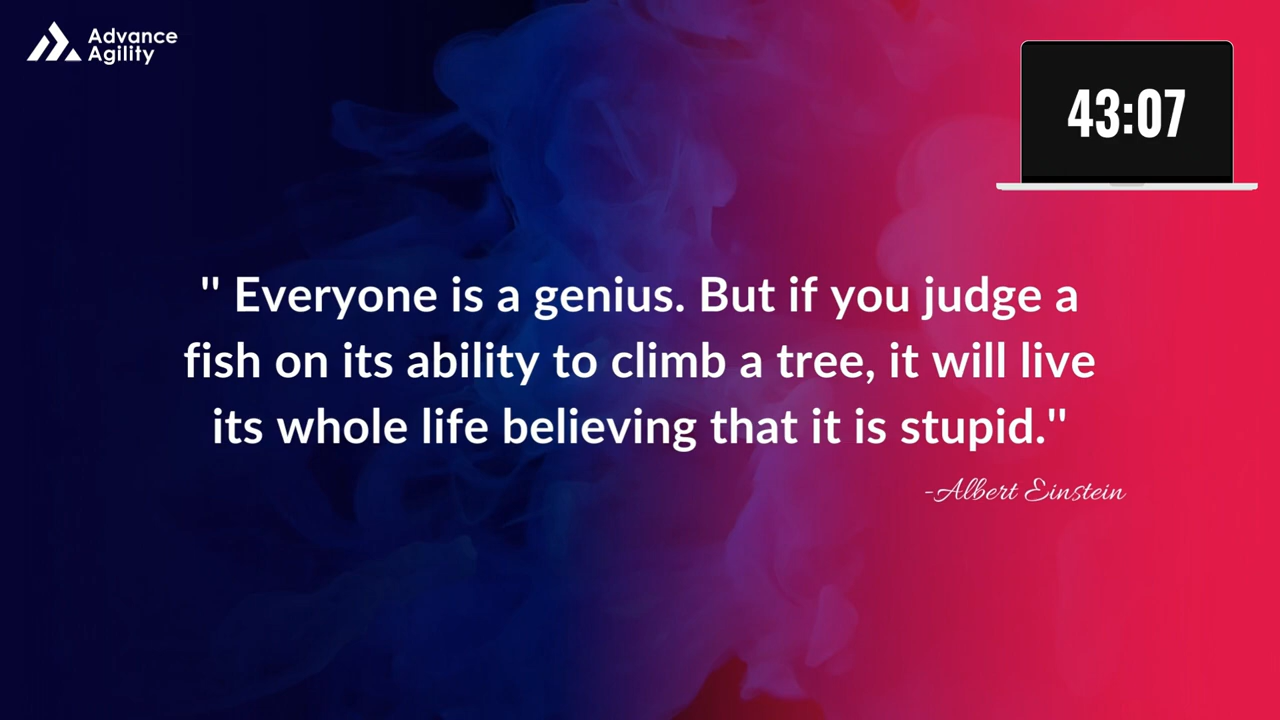 Advance
Agility
43:07
" Everyone is a genius. But if you judge a
fish on its ability to climb a tree, it will live
its whole life believing that it is stupid."
-Albert Einstein